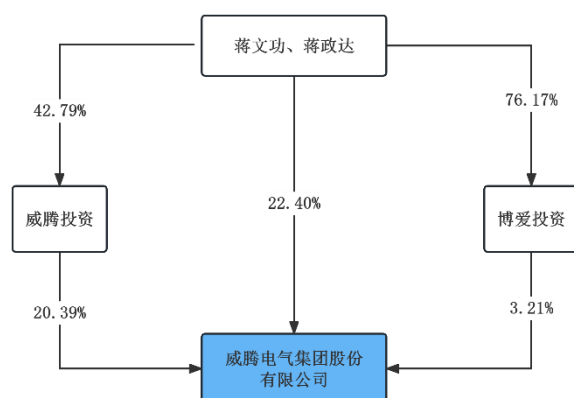 蒋文功、蒋政达
42.79%
76.17%
威腾投资
22.40%
博爱投资
20.39%
3.21%
威腾电气集团股份
有限公司